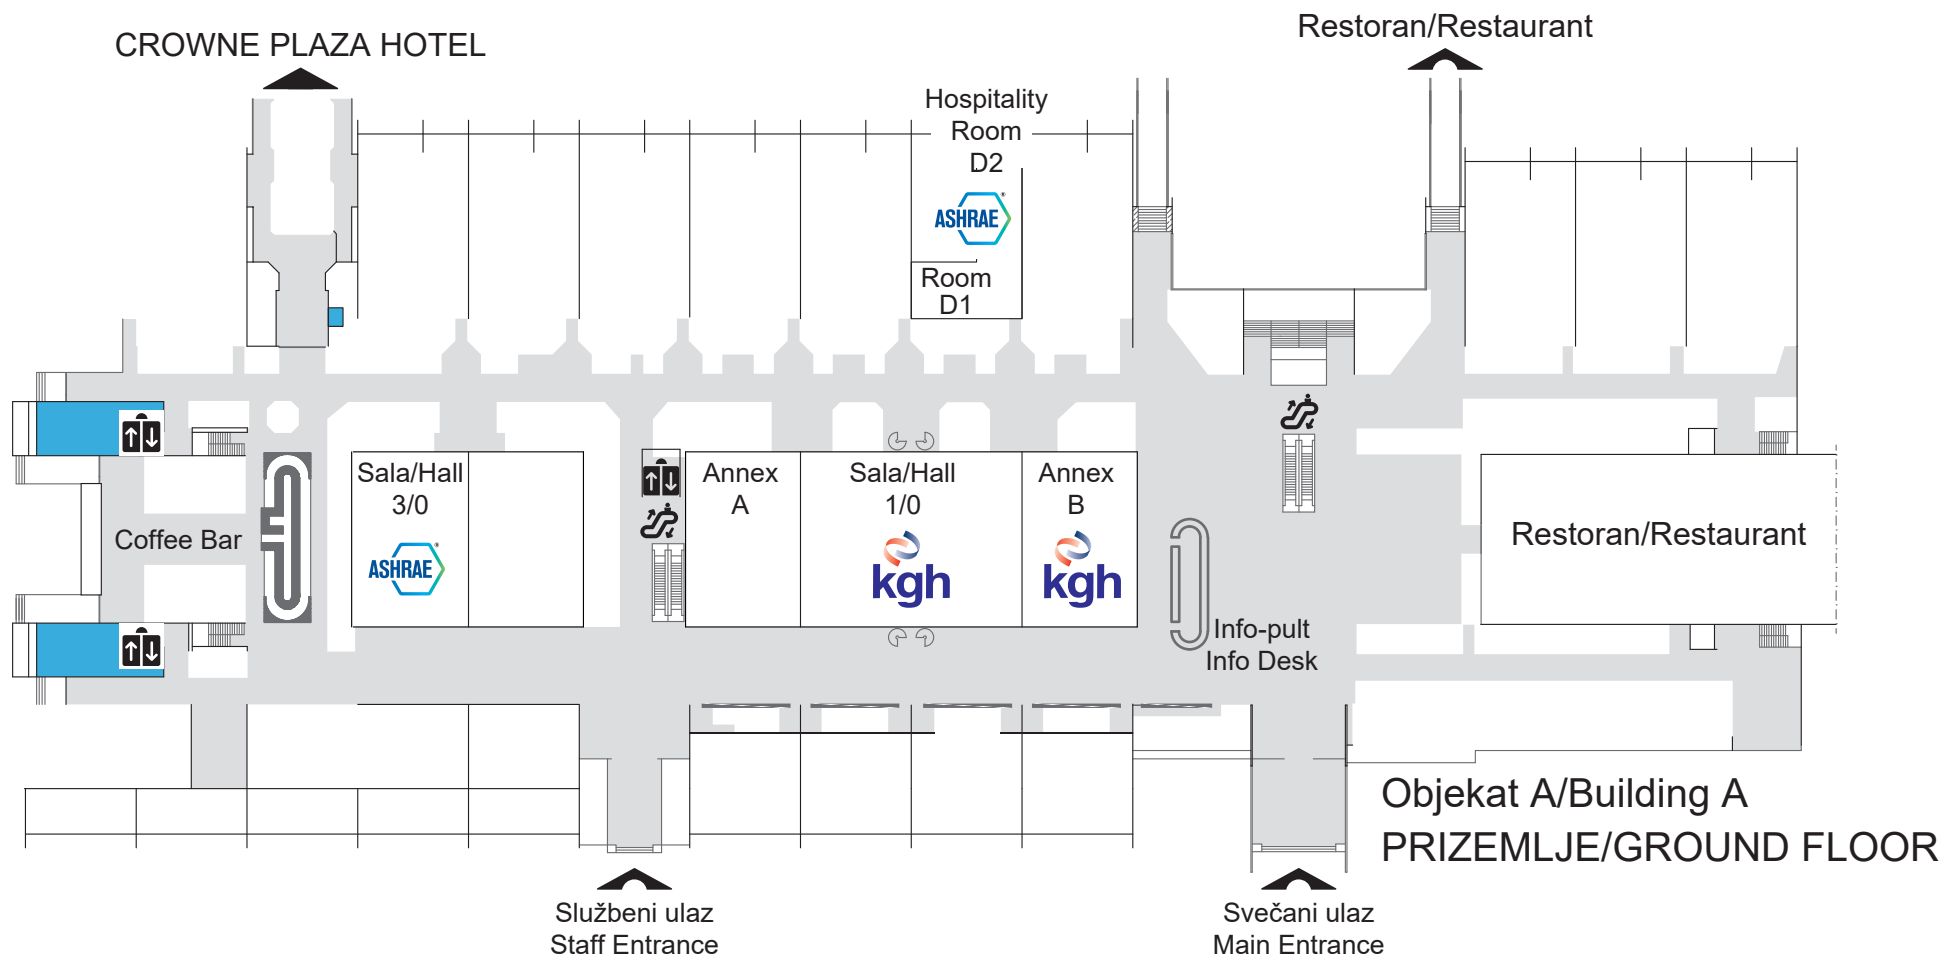 CROWNE PLAZA HOTEL
Restoran/Restaurant
Hospitality
Room
D2
ASHRAE
Room
D1
Sala/Hall
3/0
ASHRAE
Annex
A
Sala/Hall
1/0
kgh
Annex
B
kgh
Coffee Bar
Restoran/Restaurant
Info-pult
Info Desk
Objekat A/Building A
PRIZEMLJE/GROUND FLOOR
Službeni ulaz
Staff Entrance
Svečani ulaz
Main Entrance